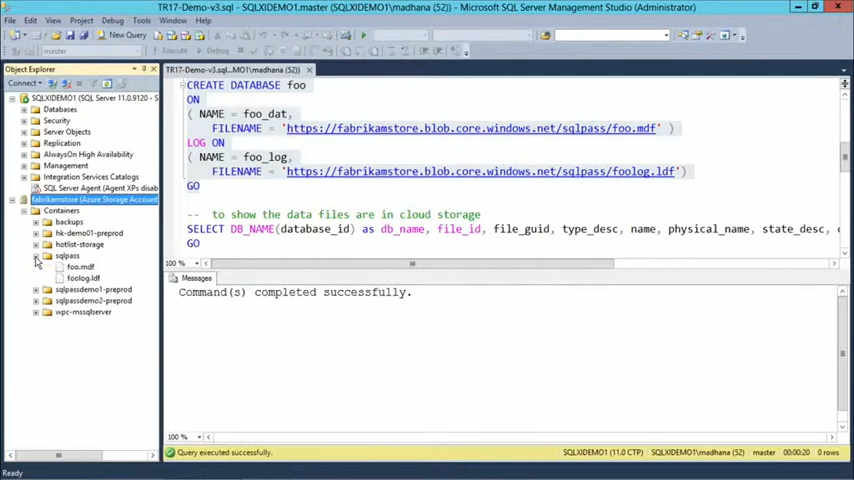 TR17-Demo-v3.sql - SQLXIDEMO1.master (SQLXIDEMO1\madhana (52)) - Microsoft SQL Server Management Studio (Administrator)
File Edit View Project Debug Tools Window Help
New Query
master Execute Debug
Object Explorer
Connect
SQLXIDEMO1 (SQL Server 11.0.9120 - SQLXIDEMO
Databases
Security
Server Objects
Replication
AlwaysOn High Availability
Management
Integration Services Catalogs
SQL Server Agent (Agent XPs disab
fabrikamstore (Azure Storage Account
Containers
backups
hk-demo01-preprod
hotlist-storage
sqlpass
foo.mdf
foolog.ldf
sqlpassdemo1-preprod
sqlpassdemo2-preprod
wpc-mssqlserver
TR17-Demo-v3.sql...MO1\madhana (52))
CREATE DATABASE foo
ON
( NAME = foo_dat,
FILENAME = 'https://fabrikamstore.blob.core.windows.net/sqlpass/foo.mdf' )
LOG ON
( NAME = foo_log,
FILENAME = 'https://fabrikamstore.blob.core.windows.net/sqlpass/foolog.ldf')
GO
-- to show the data files are in cloud storage
SELECT DB_NAME(database_id) as db_name, file_id, file_guid, type_desc, name, physical_name, state_desc,
GO
100 %
Messages
Command(s) completed successfully.
100 %
Query executed successfully. SQLXIDEMO1 (11.0 CTP) SQLXIDEMO1\madhana (52) master 00:00:20 0 rows
Ready